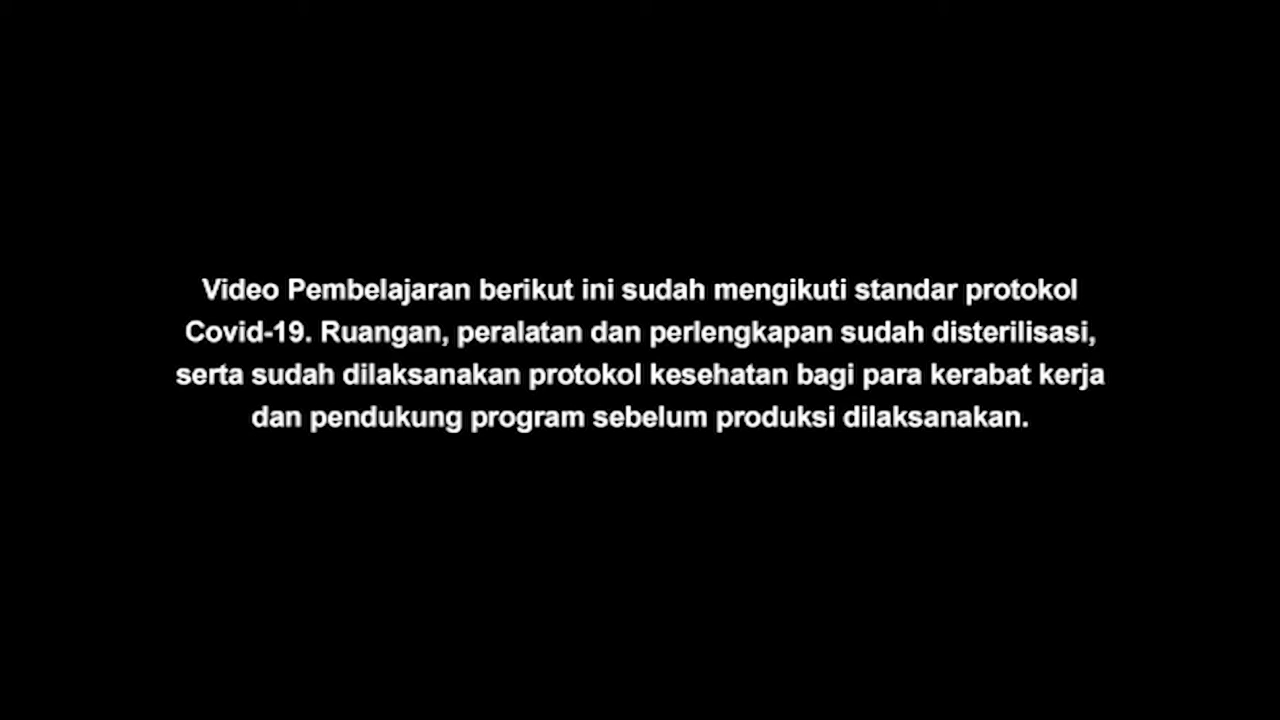 Video Pembelajaran berikut ini sudah mengikuti standar protokol
Covid-19. Ruangan, peralatan dan perlengkapan sudah disterilisasi,
serta sudah dilaksanakan protokol kesehatan bagi para kerabat kerja
dan pendukung program sebelum produksi dilaksanakan.